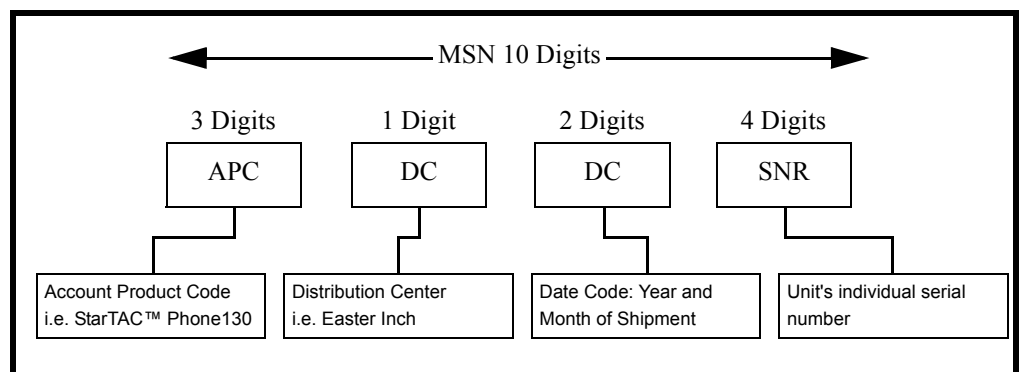 MSN 10 Digits
3 Digits
1 Digit
2 Digits
4 Digits
APC
DC
DC
SNR
Account Product Code
i.e. StarTAC™ Phone130
Distribution Center
i.e. Easter Inch
Date Code: Year and
Month of Shipment
Unit's individual serial
number